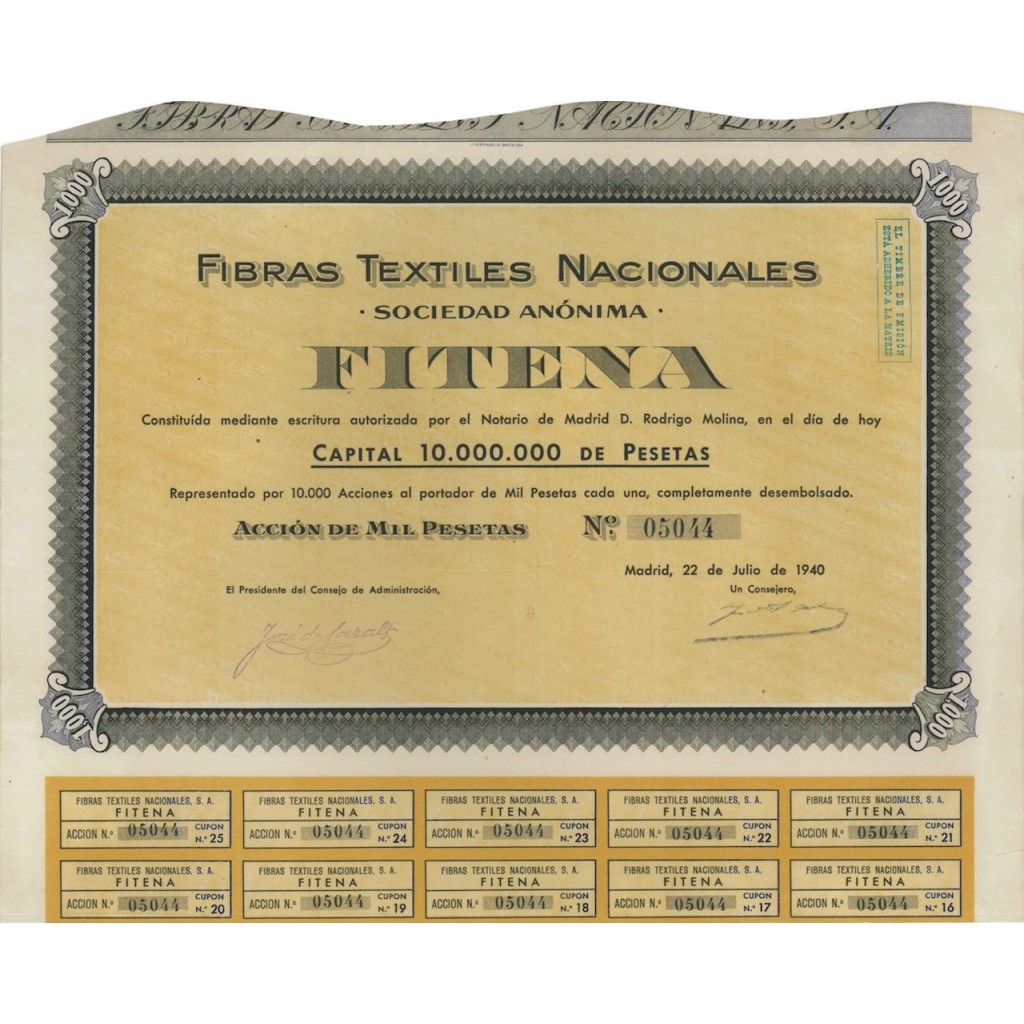 FIBRAS TEXTILES NACIONALES, S.A.
1000
1000
EL TIMBRE DE EMISIÓN
ESTÁ ADHERIDO A LA MATRIZ
FIBRAS TEXTILES NACIONALES
· SOCIEDAD ANÓNIMA ·
FITENA
Constituída mediante escritura autorizada por el Notario de Madrid D. Rodrigo Molina, en el día de hoy
CAPITAL 10.000.000 DE PESETAS
Representado por 10.000 Acciones al portador de Mil Pesetas cada una, completamente desembolsado.
ACCIÓN DE MIL PESETAS Nº. 05044
Madrid, 22 de Julio de 1940
El Presidente del Consejo de Administración, Un Consejero,
José de Caralt
1000
1000
FIBRAS TEXTILES NACIONALES, S. A.
FITENA
ACCION N.º 05044 CUPON N.º 25
FIBRAS TEXTILES NACIONALES, S. A.
FITENA
ACCION N.º 05044 CUPON N.º 24
FIBRAS TEXTILES NACIONALES, S. A.
FITENA
ACCION N.º 05044 CUPON N.º 23
FIBRAS TEXTILES NACIONALES, S. A.
FITENA
ACCION N.º 05044 CUPON N.º 22
FIBRAS TEXTILES NACIONALES, S. A.
FITENA
ACCION N.º 05044 CUPON N.º 21
FIBRAS TEXTILES NACIONALES, S. A.
FITENA
ACCION N.º 05044 CUPON N.º 20
FIBRAS TEXTILES NACIONALES, S. A.
FITENA
ACCION N.º 05044 CUPON N.º 19
FIBRAS TEXTILES NACIONALES, S. A.
FITENA
ACCION N.º 05044 CUPON N.º 18
FIBRAS TEXTILES NACIONALES, S. A.
FITENA
ACCION N.º 05044 CUPON N.º 17
FIBRAS TEXTILES NACIONALES, S. A.
FITENA
ACCION N.º 05044 CUPON N.º 16